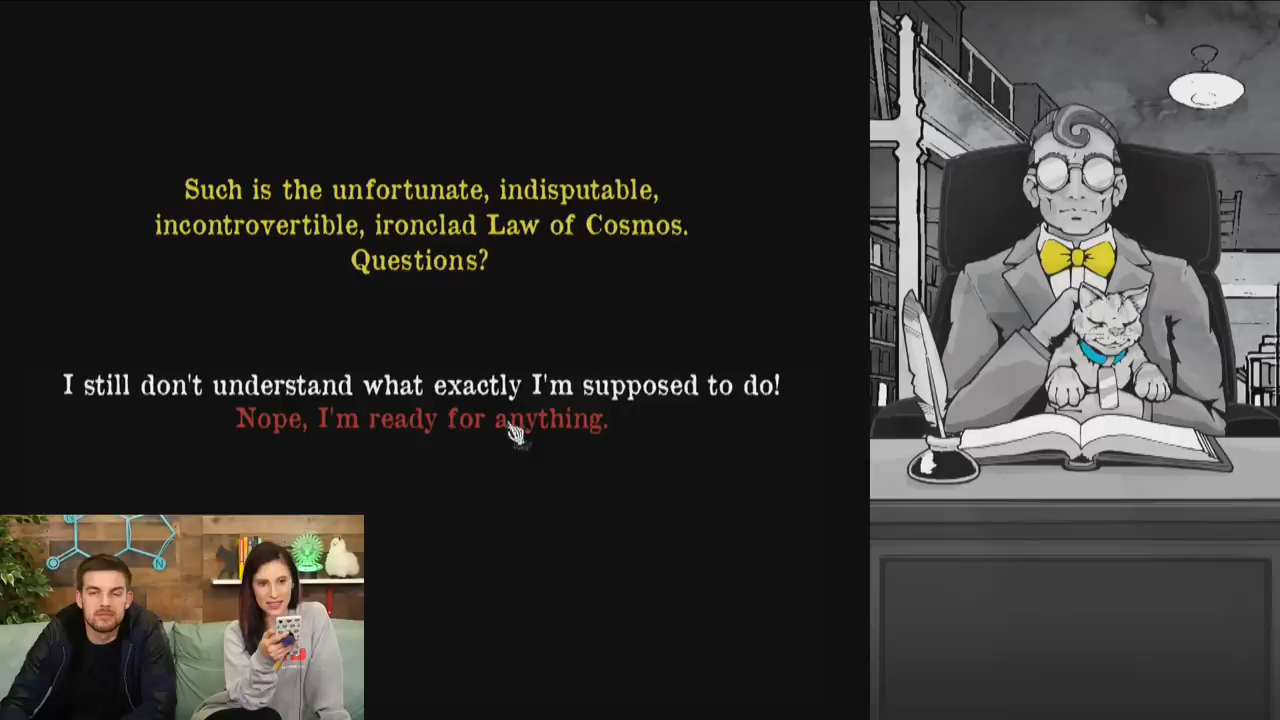 Such is the unfortunate, indisputable,
incontrovertible, ironclad Law of Cosmos.
Questions?
I still don't understand what exactly I'm supposed to do!
Nope, I'm ready for anything.
N